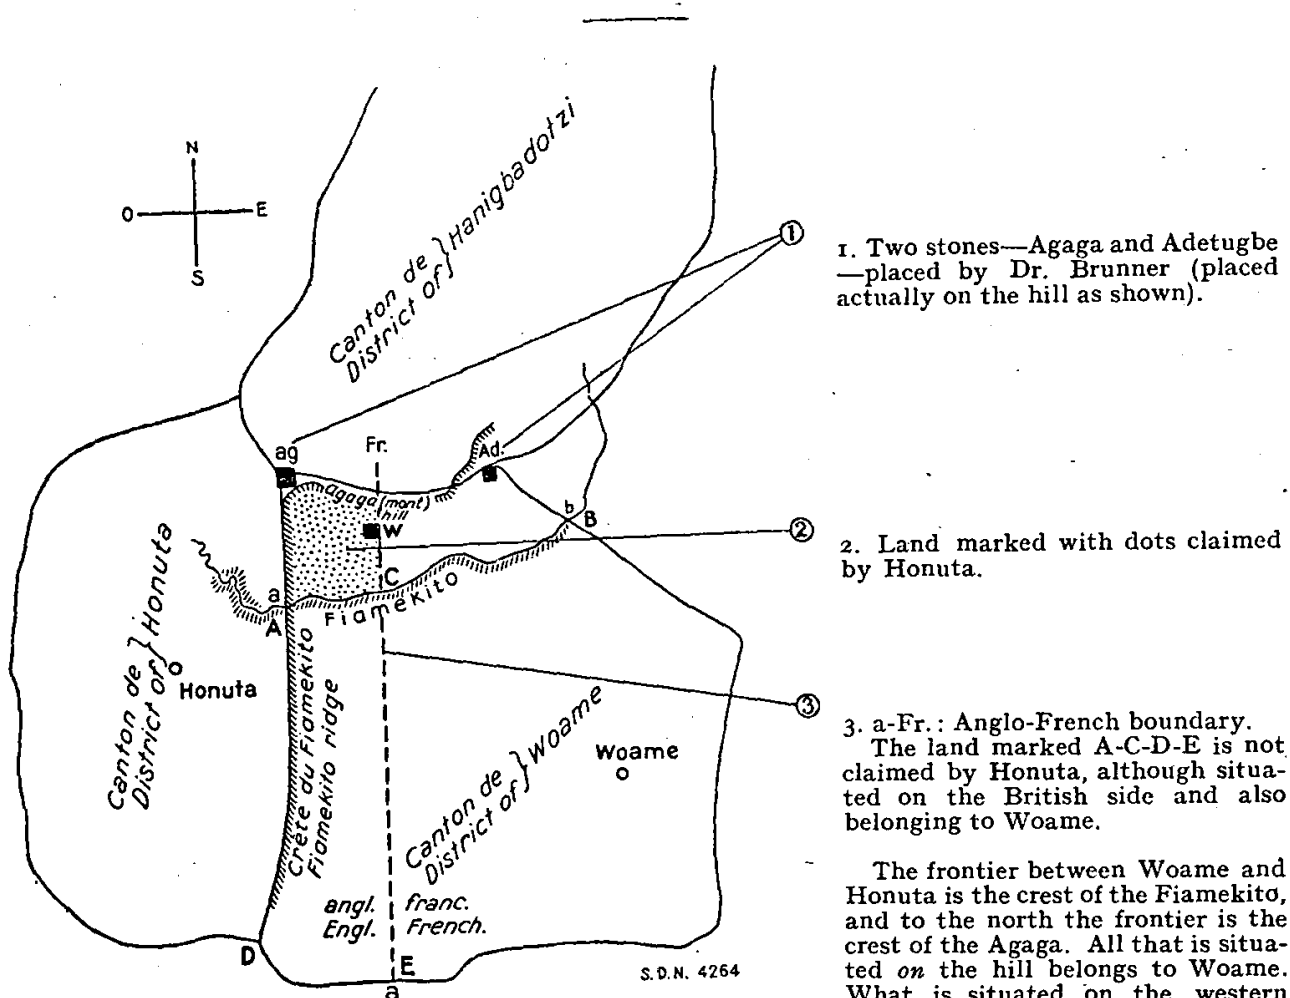 N
O E
S
Canton de } Hanigbadotzi
District of
①
1. Two stones—Agaga and Adetugbe
—placed by Dr. Brunner (placed
actually on the hill as shown).
ag
Fr.
Ad.
agaga (mont)
hill
W
b
B
②
2. Land marked with dots claimed
by Honuta.
C
a
A
Fiamekito
Canton de } Honuta
District of
Honuta
Crête du Fiamekito
Fiamekito ridge
③
3. a-Fr.: Anglo-French boundary.
The land marked A-C-D-E is not
claimed by Honuta, although situa-
ted on the British side and also
belonging to Woame.
Canton de } Woame
District of
Woame
angl. franc.
Engl. French.
D
E
a
S.D.N. 4264
The frontier between Woame and
Honuta is the crest of the Fiamekito,
and to the north the frontier is the
crest of the Agaga. All that is situa-
ted on the hill belongs to Woame.
What is situated on the western